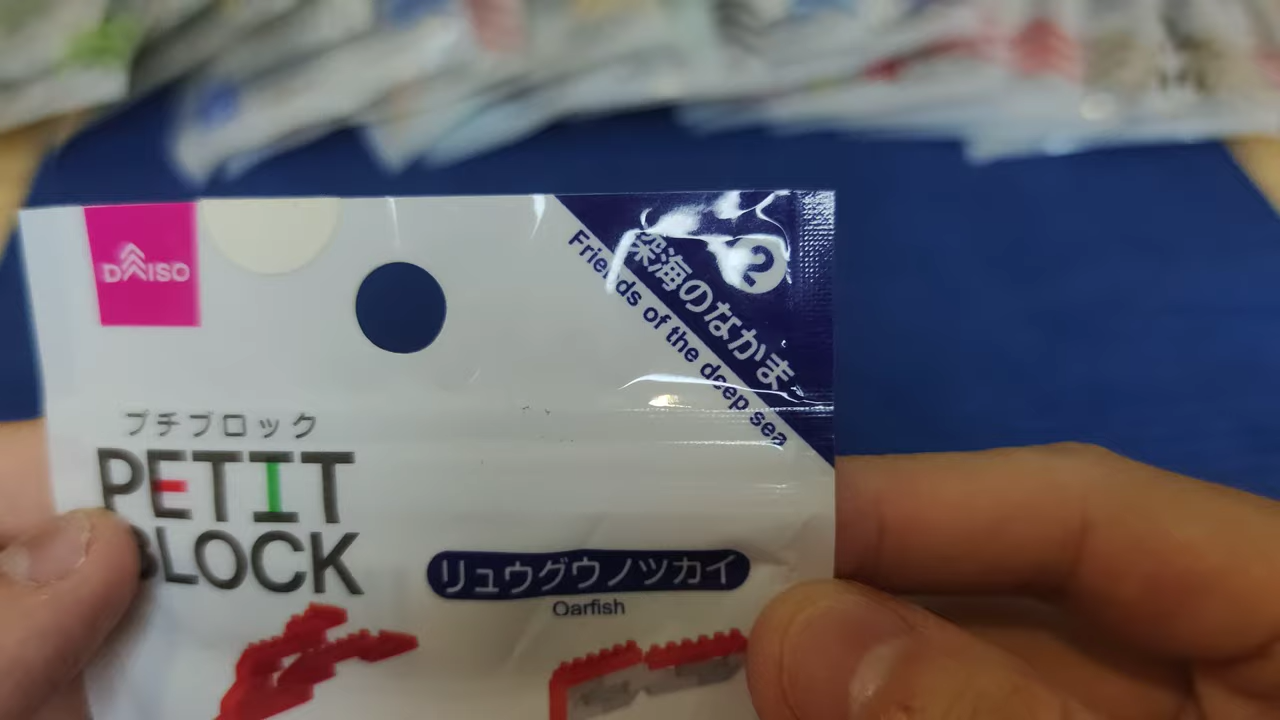 DAISO
2
深海のなかま
Friends of the deep sea
プチブロック
PETIT
BLOCK
リュウグウノツカイ
Oarfish